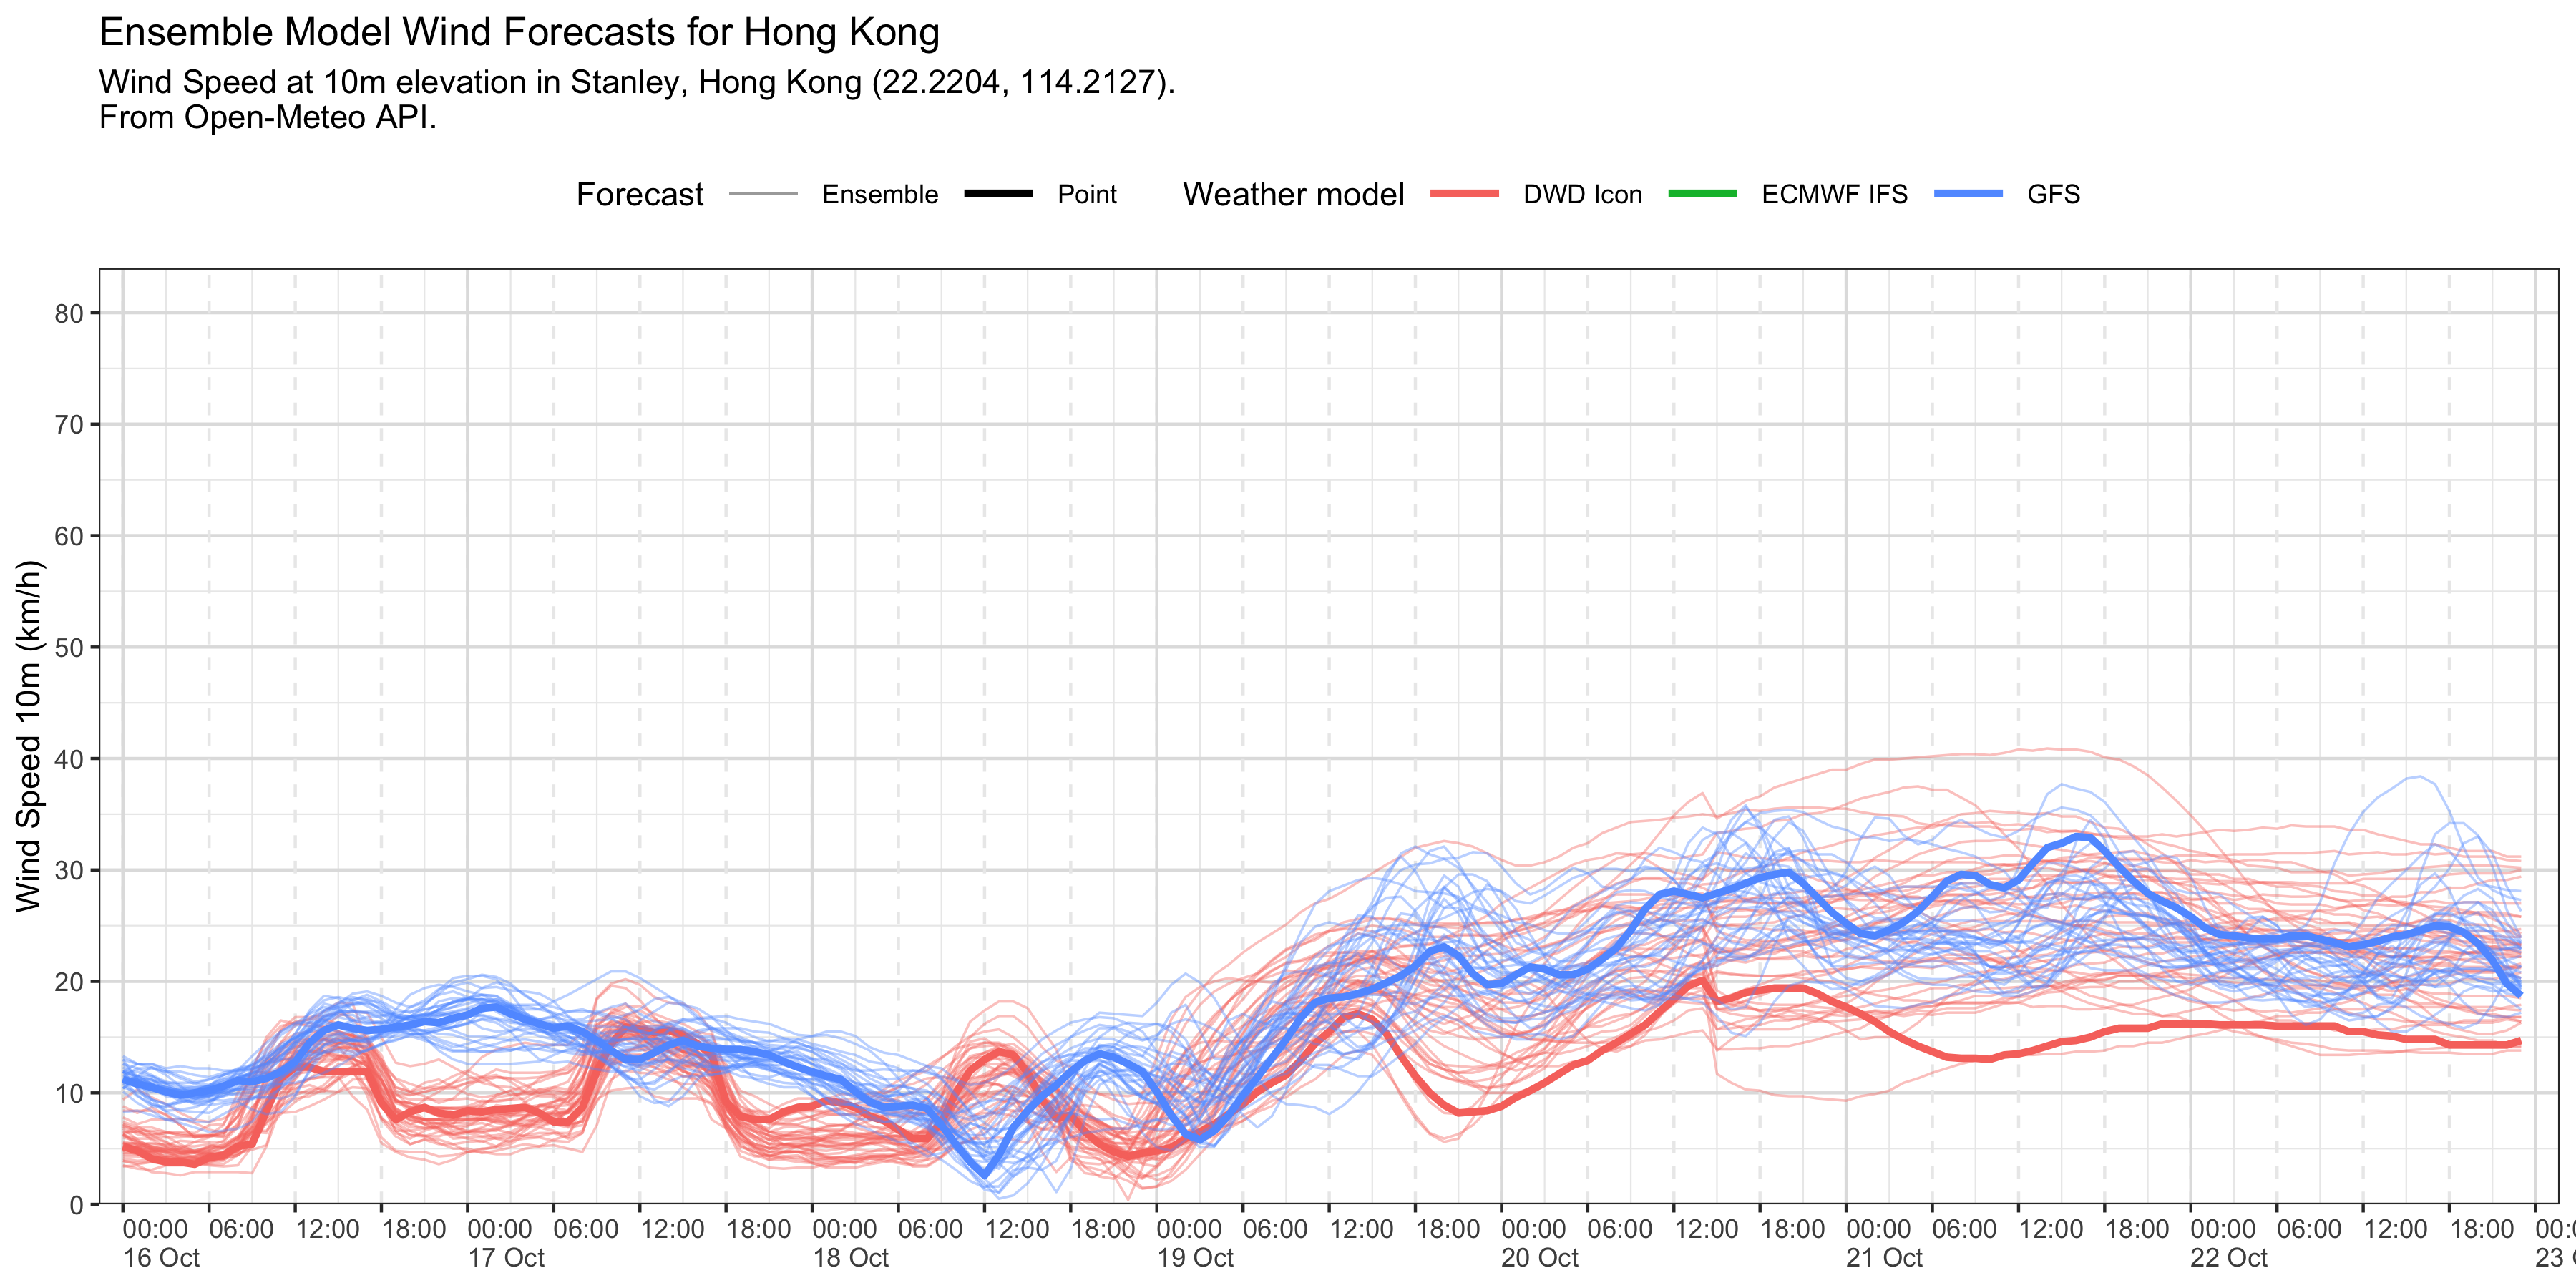 Ensemble Model Wind Forecasts for Hong Kong
Wind Speed at 10m elevation in Stanley, Hong Kong (22.2204, 114.2127).
From Open-Meteo API.
Forecast Ensemble Point Weather model DWD Icon ECMWF IFS GFS
Wind Speed 10m (km/h)
80
70
60
50
40
30
20
10
0
00:00 06:00 12:00 18:00 00:00 06:00 12:00 18:00 00:00 06:00 12:00 18:00 00:00 06:00 12:00 18:00 00:00 06:00 12:00 18:00 00:00 06:00 12:00 18:00 00:00 06:00 12:00 18:00 00:
16 Oct 17 Oct 18 Oct 19 Oct 20 Oct 21 Oct 22 Oct 23